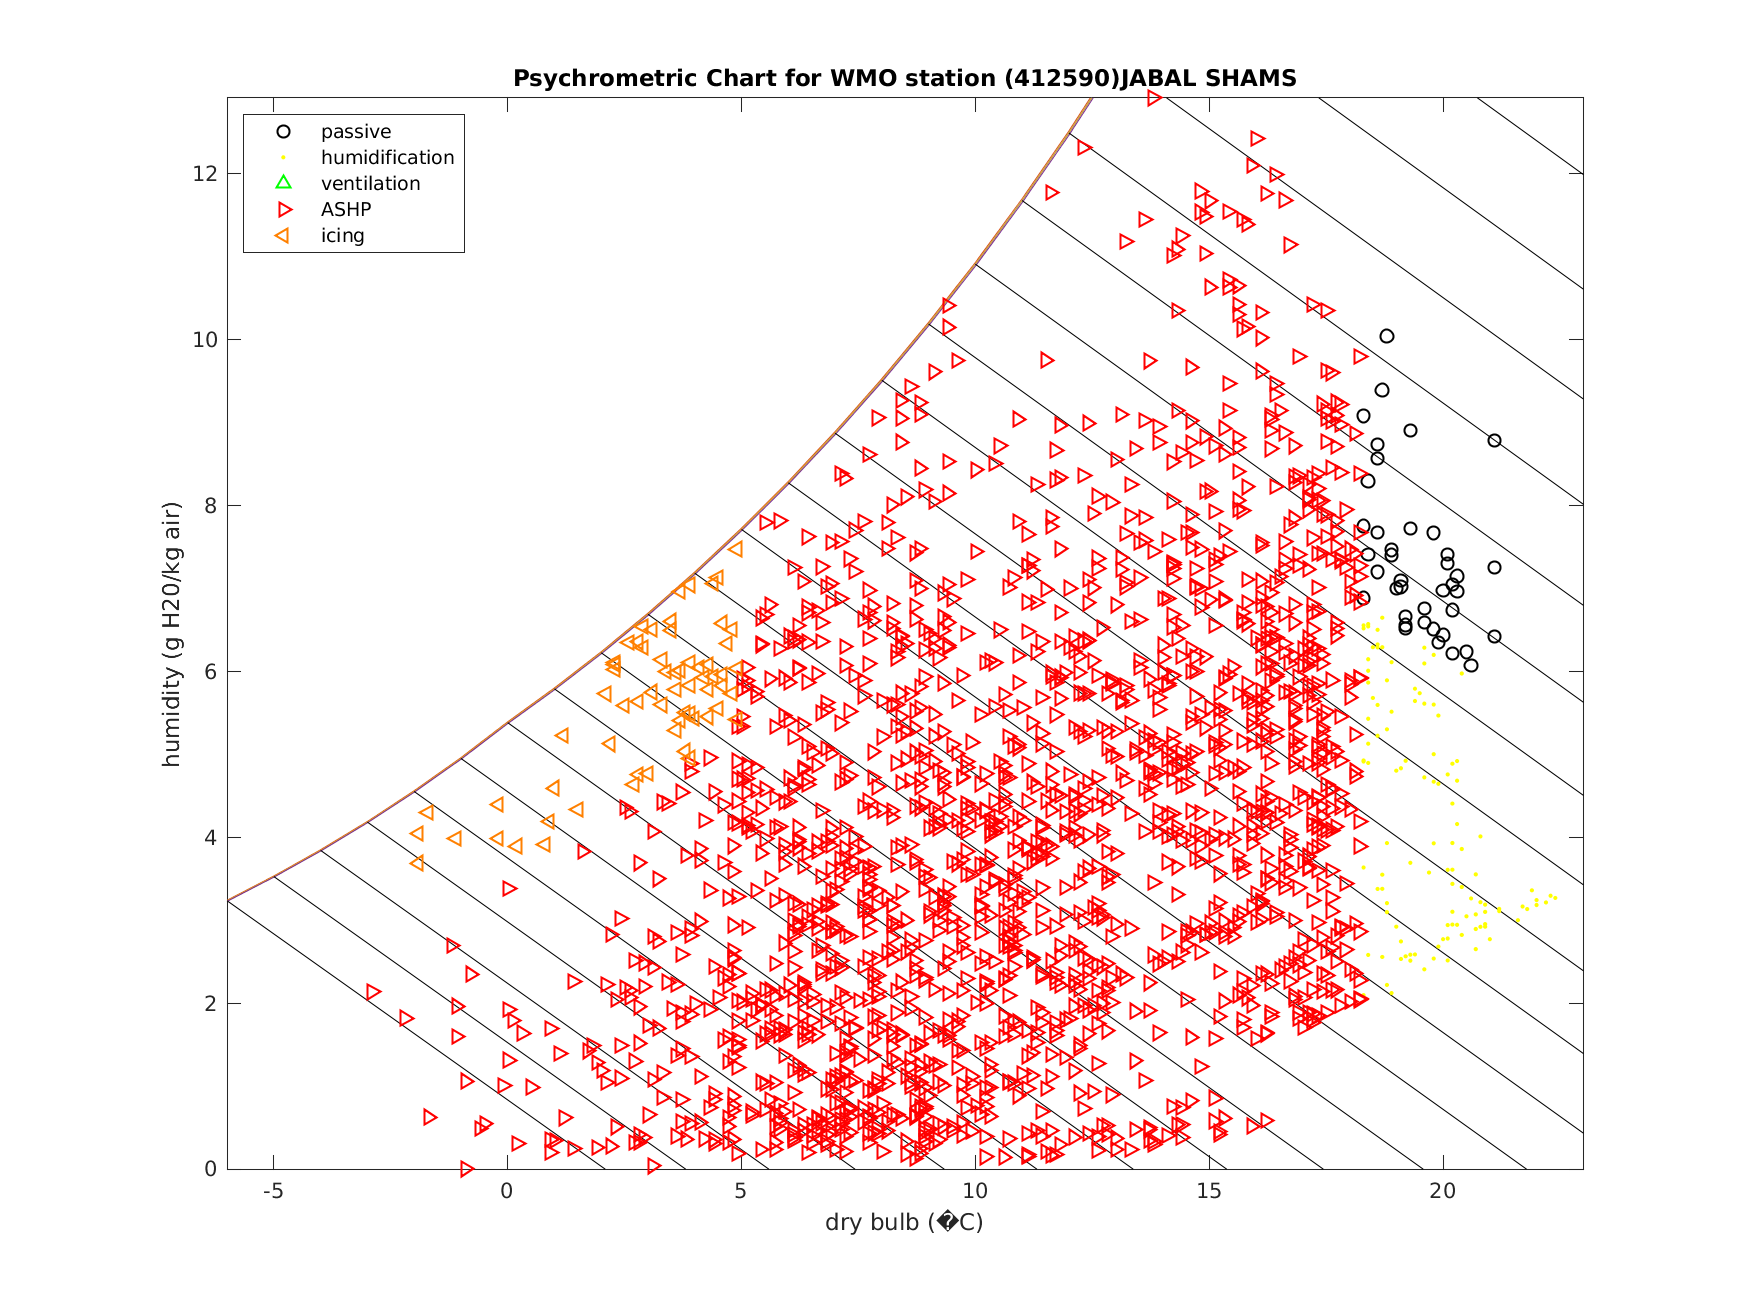 Psychrometric Chart for WMO station (412590)JABAL SHAMS
passive
humidification
ventilation
ASHP
icing
humidity (g H20/kg air)
12
10
8
6
4
2
0
-5 0 5 10 15 20
dry bulb (�C)